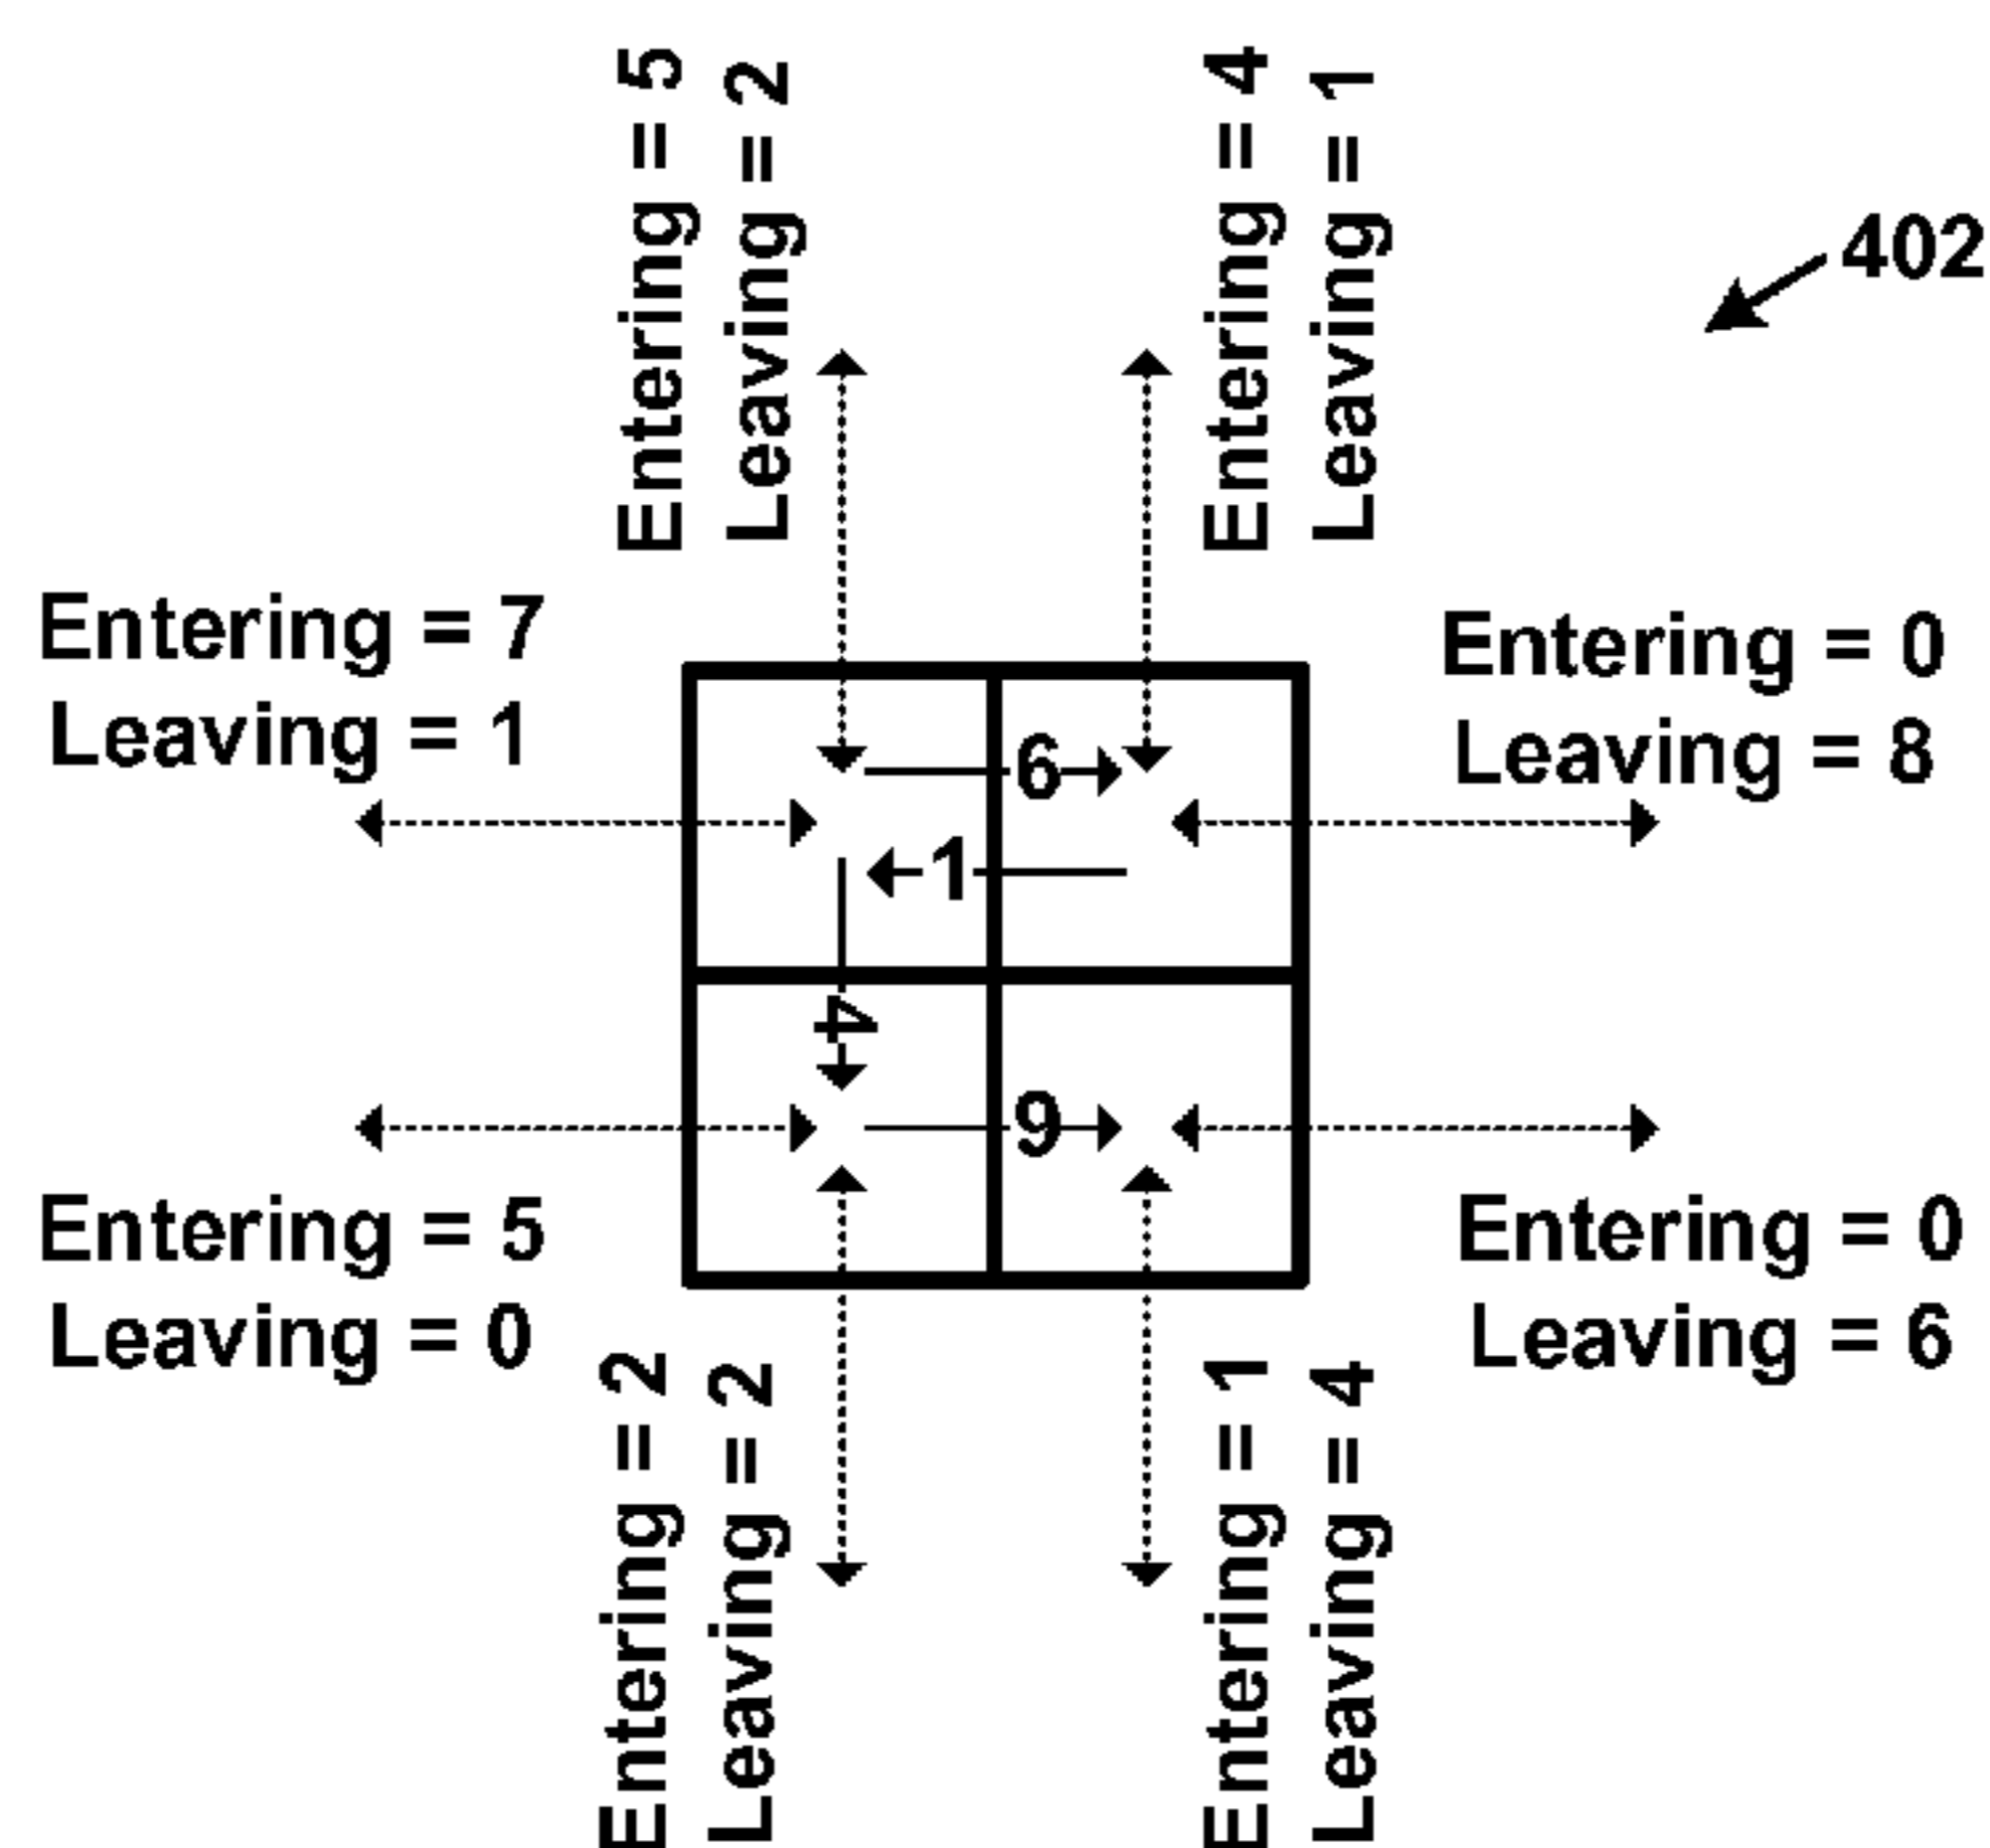 Entering = 5
Leaving = 2
Entering = 4
Leaving = 1
402
Entering = 7
Leaving = 1
Entering = 0
Leaving = 8
6
1
4
9
Entering = 5
Leaving = 0
Entering = 0
Leaving = 6
Entering = 2
Leaving = 2
Entering = 1
Leaving = 4